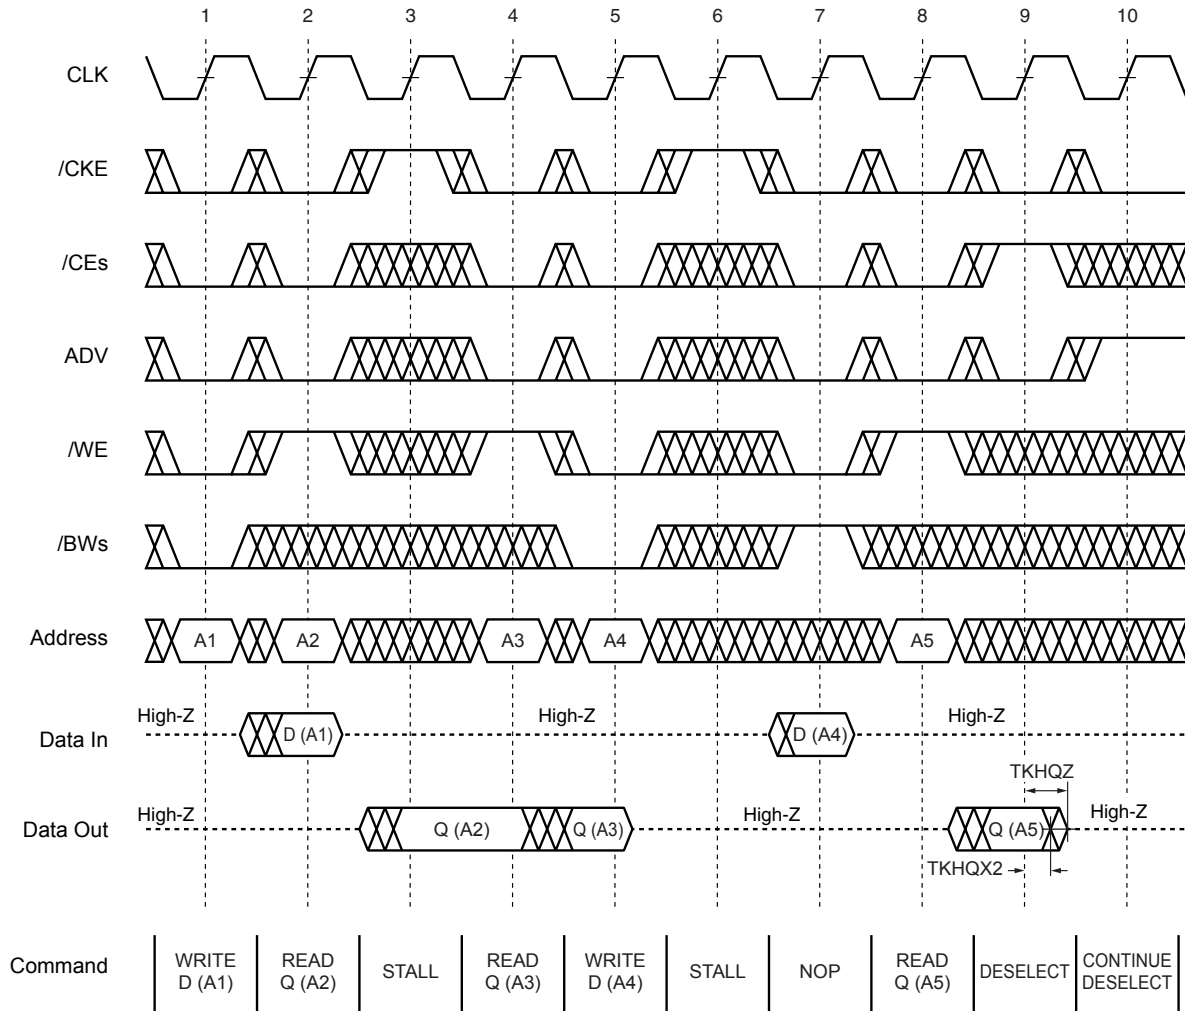 1 2 3 4 5 6 7 8 9 10
CLK
/CKE
/CEs
ADV
/WE
/BWs
Address A1 A2 A3 A4 A5
High-Z High-Z High-Z
Data In D (A1) D (A4)
TKHQZ
High-Z High-Z High-Z
Data Out Q (A2) Q (A3) Q (A5)
TKHQX2
Command
WRITE D (A1)
READ Q (A2)
STALL
READ Q (A3)
WRITE D (A4)
STALL
NOP
READ Q (A5)
DESELECT
CONTINUE DESELECT